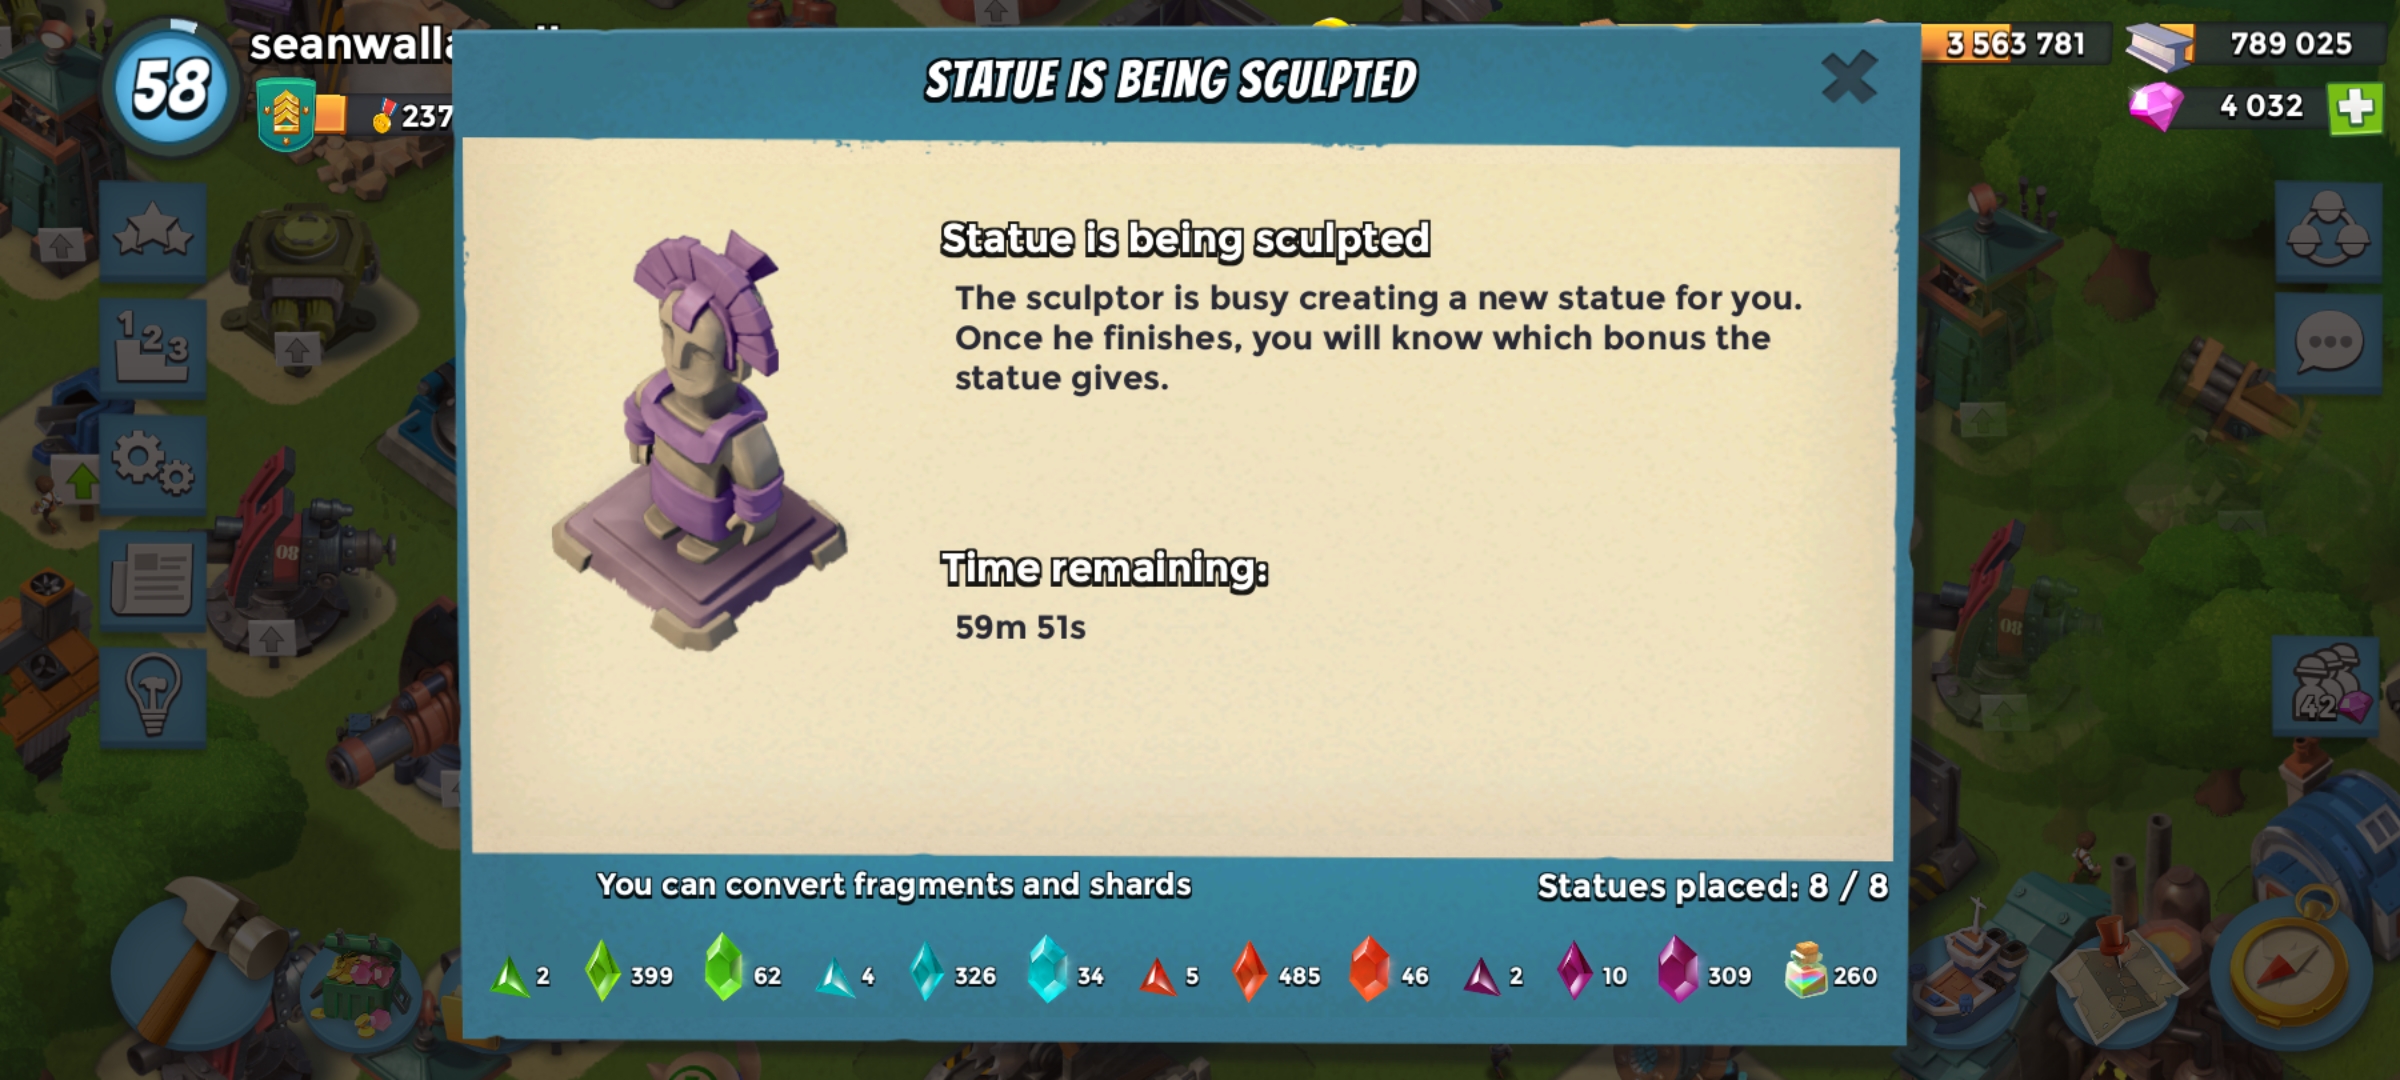 58
237
3 563 781
789 025
4 032
STATUE IS BEING SCULPTED
Statue is being sculpted
The sculptor is busy creating a new statue for you.
Once he finishes, you will know which bonus the
statue gives.
Time remaining:
59m 51s
123
08
08
42
You can convert fragments and shards
Statues placed: 8 / 8
2 399 62 4 326 34 5 485 46 2 10 309 260